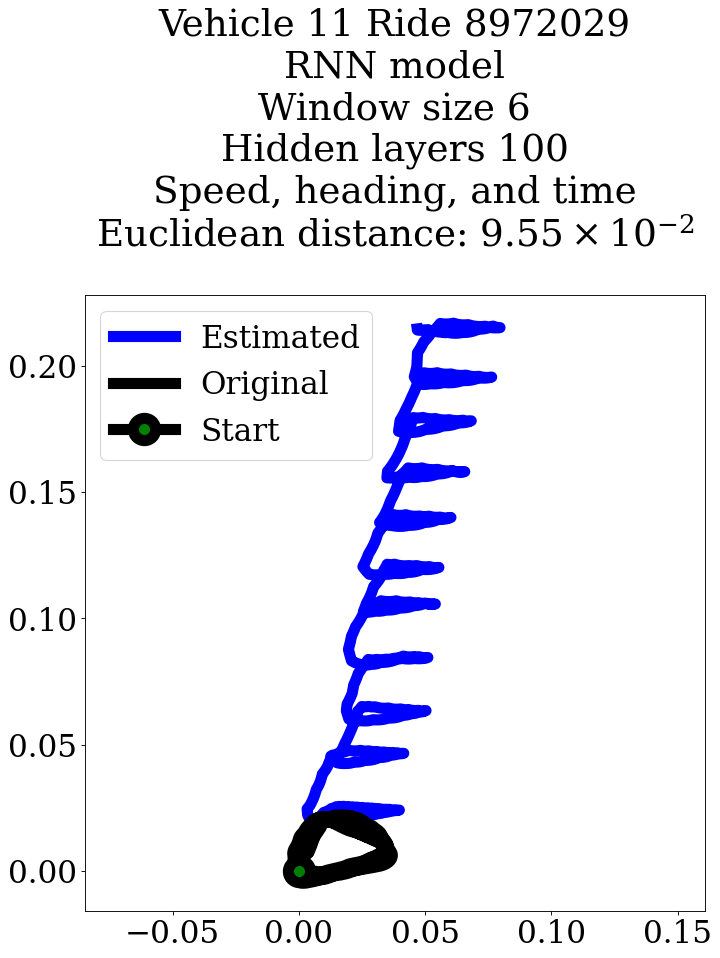 Vehicle 11 Ride 8972029
RNN model
Window size 6
Hidden layers 100
Speed, heading, and time
Euclidean distance: 9.55 × 10⁻²
Estimated
Original
Start
0.20
0.15
0.10
0.05
0.00
−0.05 0.00 0.05 0.10 0.15